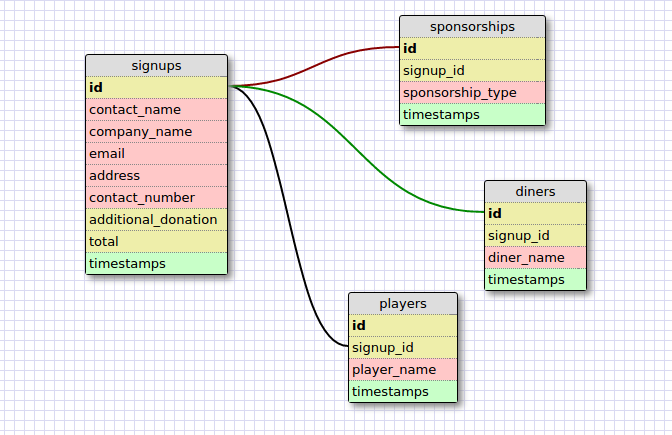 signups
id
contact_name
company_name
email
address
contact_number
additional_donation
total
timestamps
sponsorships
id
signup_id
sponsorship_type
timestamps
diners
id
signup_id
diner_name
timestamps
players
id
signup_id
player_name
timestamps